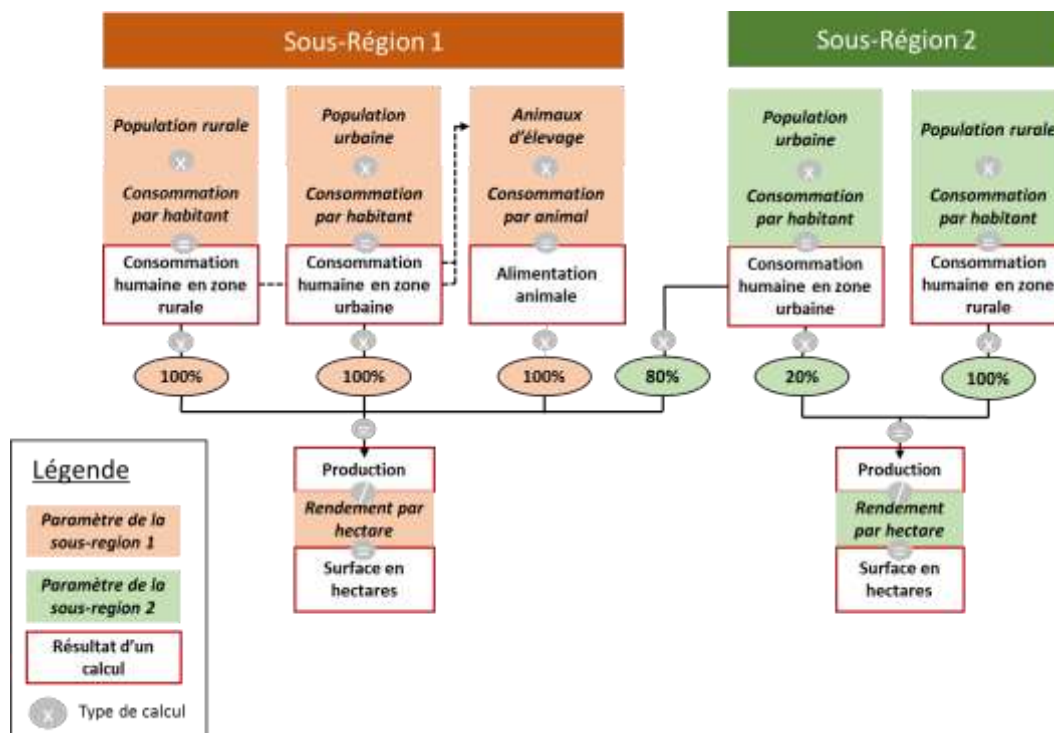 Sous-Région 1
Sous-Région 2
Population rurale
x
Consommation
par habitant
=
Consommation
humaine en zone
rurale
x
100%
Population
urbaine
x
Consommation
par habitant
=
Consommation
humaine en zone
urbaine
x
100%
Animaux
d'élevage
x
Consommation
par animal
=
Alimentation
animale
x
100%
x
80%
Population
urbaine
x
Consommation
par habitant
=
Consommation
humaine en zone
urbaine
x
20%
Population rurale
x
Consommation
par habitant
=
Consommation
humaine en zone
rurale
x
100%
=
Production
/
Rendement par
hectare
=
Surface en
hectares
=
Production
/
Rendement
par hectare
=
Surface en
hectares
Légende
Paramètre de la
sous-region 1
Paramètre de la
sous-region 2
Résultat d'un
calcul
x
Type de calcul